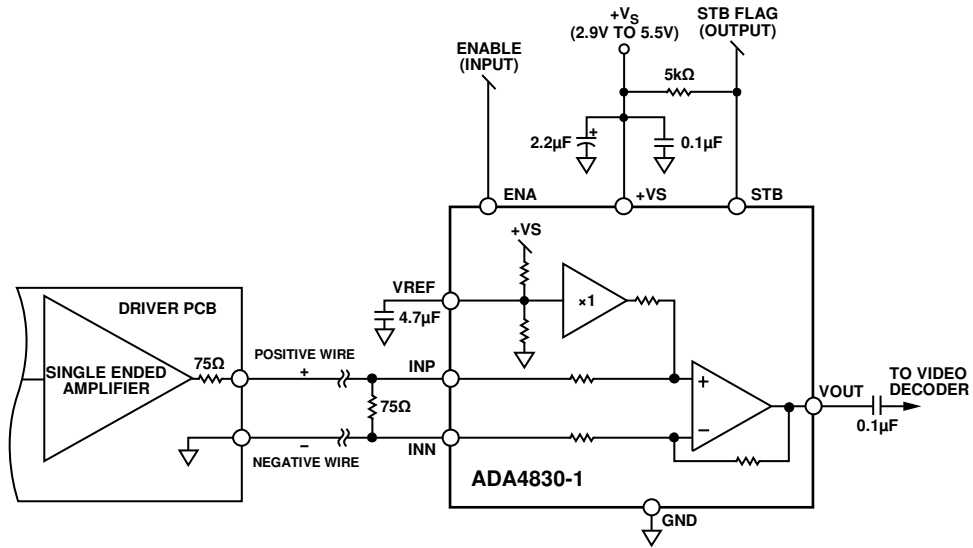 +VS
(2.9V TO 5.5V)
STB FLAG
(OUTPUT)
ENABLE
(INPUT)
5kΩ
2.2µF
+
0.1µF
ENA
+VS
STB
+VS
VREF
×1
4.7µF
DRIVER PCB
SINGLE ENDED
AMPLIFIER
75Ω
POSITIVE WIRE
+
INP
75Ω
–
NEGATIVE WIRE
INN
+
–
VOUT
TO VIDEO
DECODER
0.1µF
ADA4830-1
GND